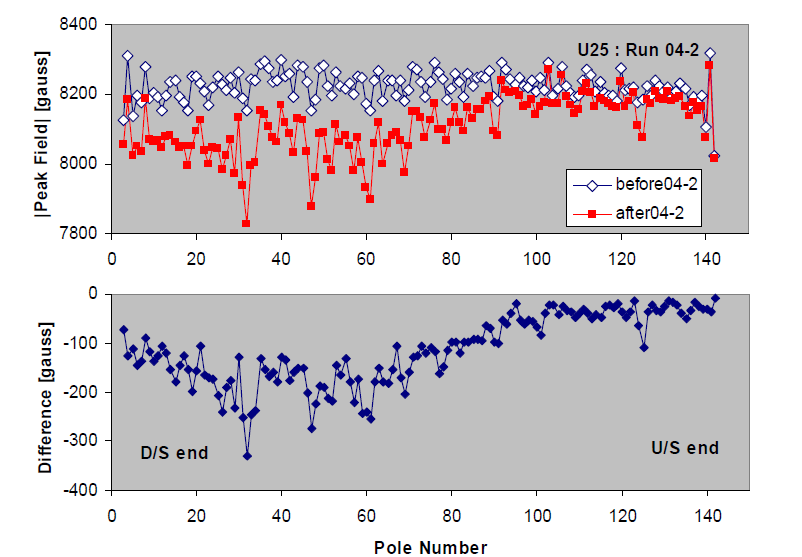 8400
U25 : Run 04-2
8200
8000
7800
|Peak Field| [gauss]
before04-2
after04-2
0 20 40 60 80 100 120 140
0
-100
-200
-300
-400
Difference [gauss]
D/S end
U/S end
0 20 40 60 80 100 120 140
Pole Number